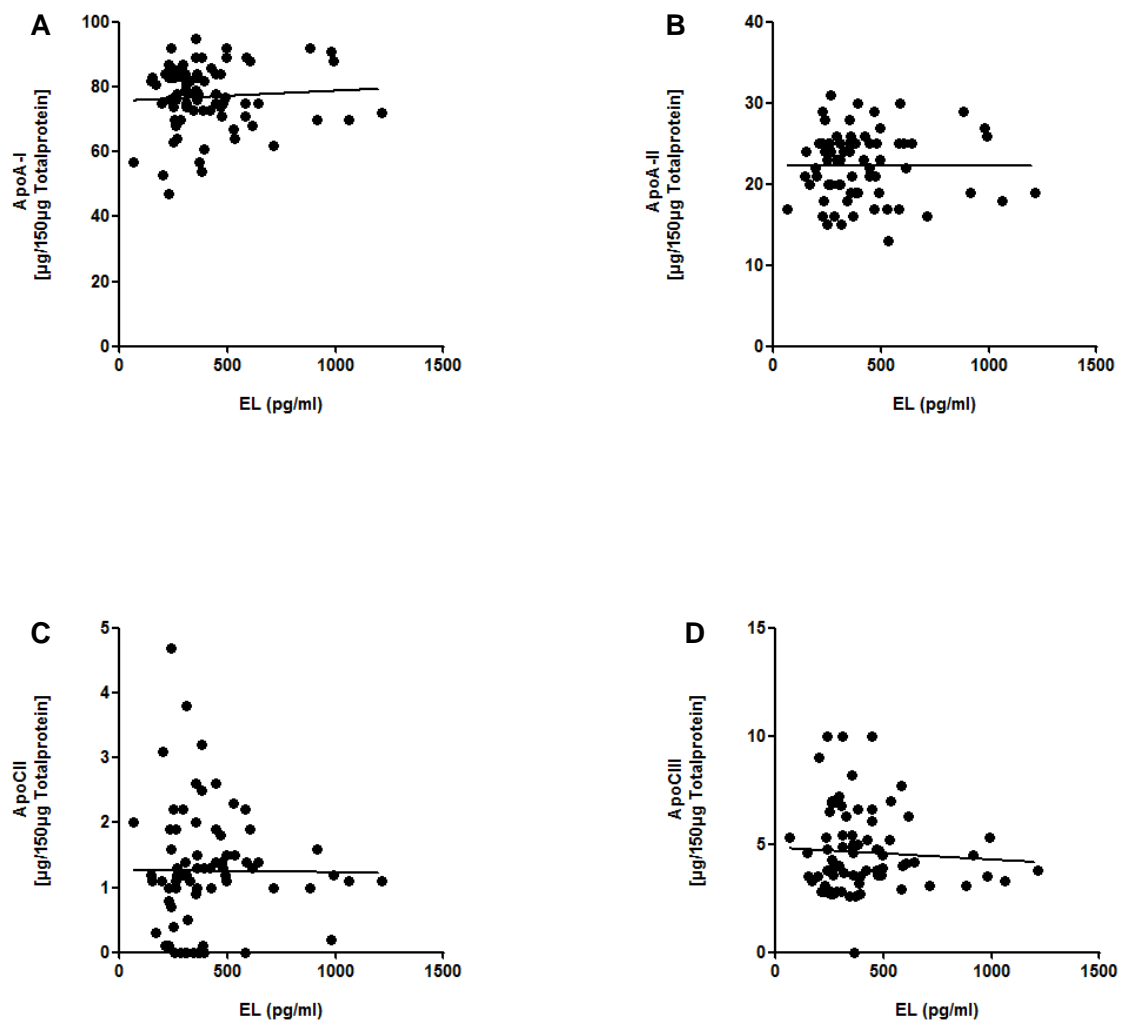 A
ApoA-I
[µg/150µg Totalprotein]
100
80
60
40
20
0
0 500 1000 1500
EL (pg/ml)
B
ApoA-II
[µg/150µg Totalprotein]
40
30
20
10
0
0 500 1000 1500
EL (pg/ml)
C
ApoCII
[µg/150µg Totalprotein]
5
4
3
2
1
0
0 500 1000 1500
EL (pg/ml)
D
ApoCIII
[µg/150µg Totalprotein]
15
10
5
0
0 500 1000 1500
EL (pg/ml)